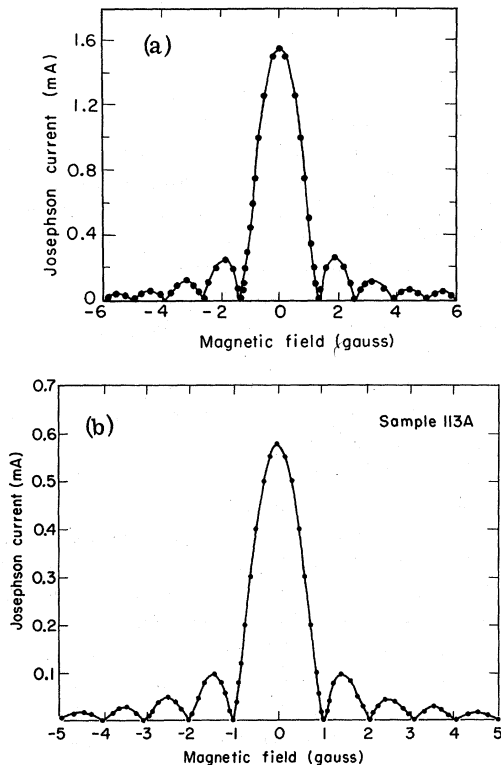 (a)
Josephson current (mA)
1.6
1.2
0.8
0.4
0
-6 -4 -2 0 2 4 6
Magnetic field (gauss)
(b)
Sample 113A
Josephson current (mA)
0.7
0.6
0.5
0.4
0.3
0.2
0.1
-5 -4 -3 -2 -1 0 1 2 3 4 5
Magnetic field (gauss)